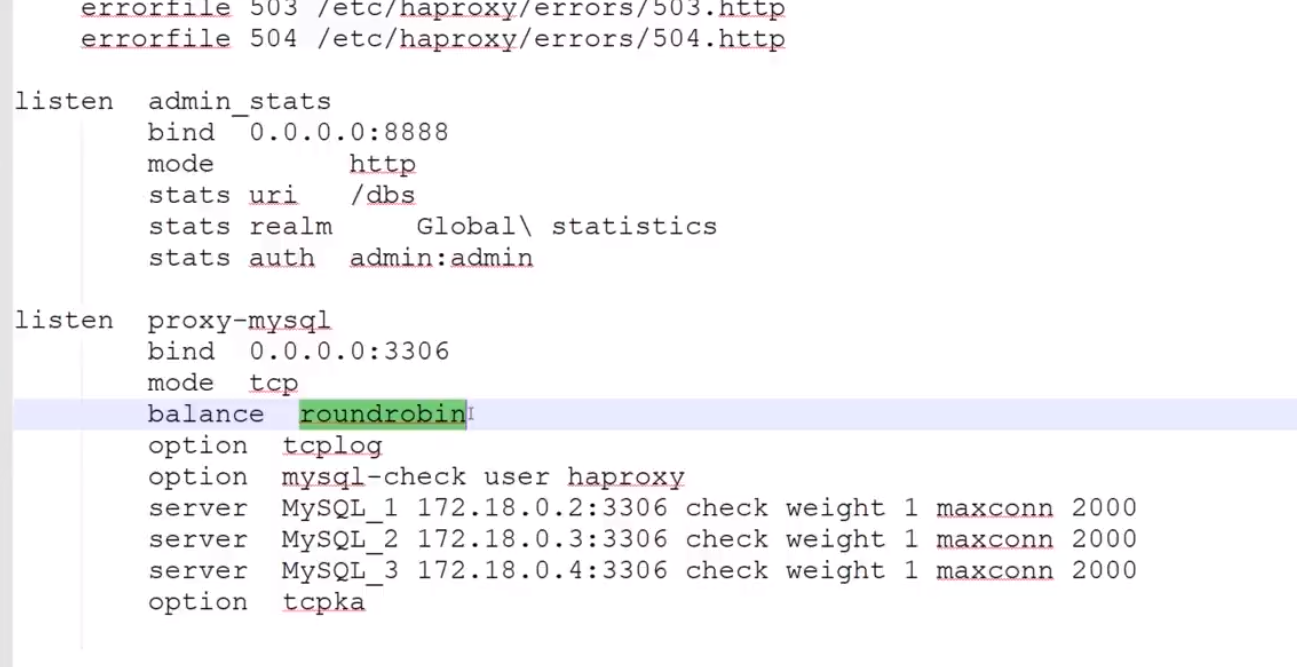 errorfile 503 /etc/haproxy/errors/503.http
errorfile 504 /etc/haproxy/errors/504.http
listen admin_stats
bind 0.0.0.0:8888
mode http
stats uri /dbs
stats realm Global\ statistics
stats auth admin:admin
listen proxy-mysql
bind 0.0.0.0:3306
mode tcp
balance roundrobin
option tcplog
option mysql-check user haproxy
server MySQL_1 172.18.0.2:3306 check weight 1 maxconn 2000
server MySQL_2 172.18.0.3:3306 check weight 1 maxconn 2000
server MySQL_3 172.18.0.4:3306 check weight 1 maxconn 2000
option tcpka